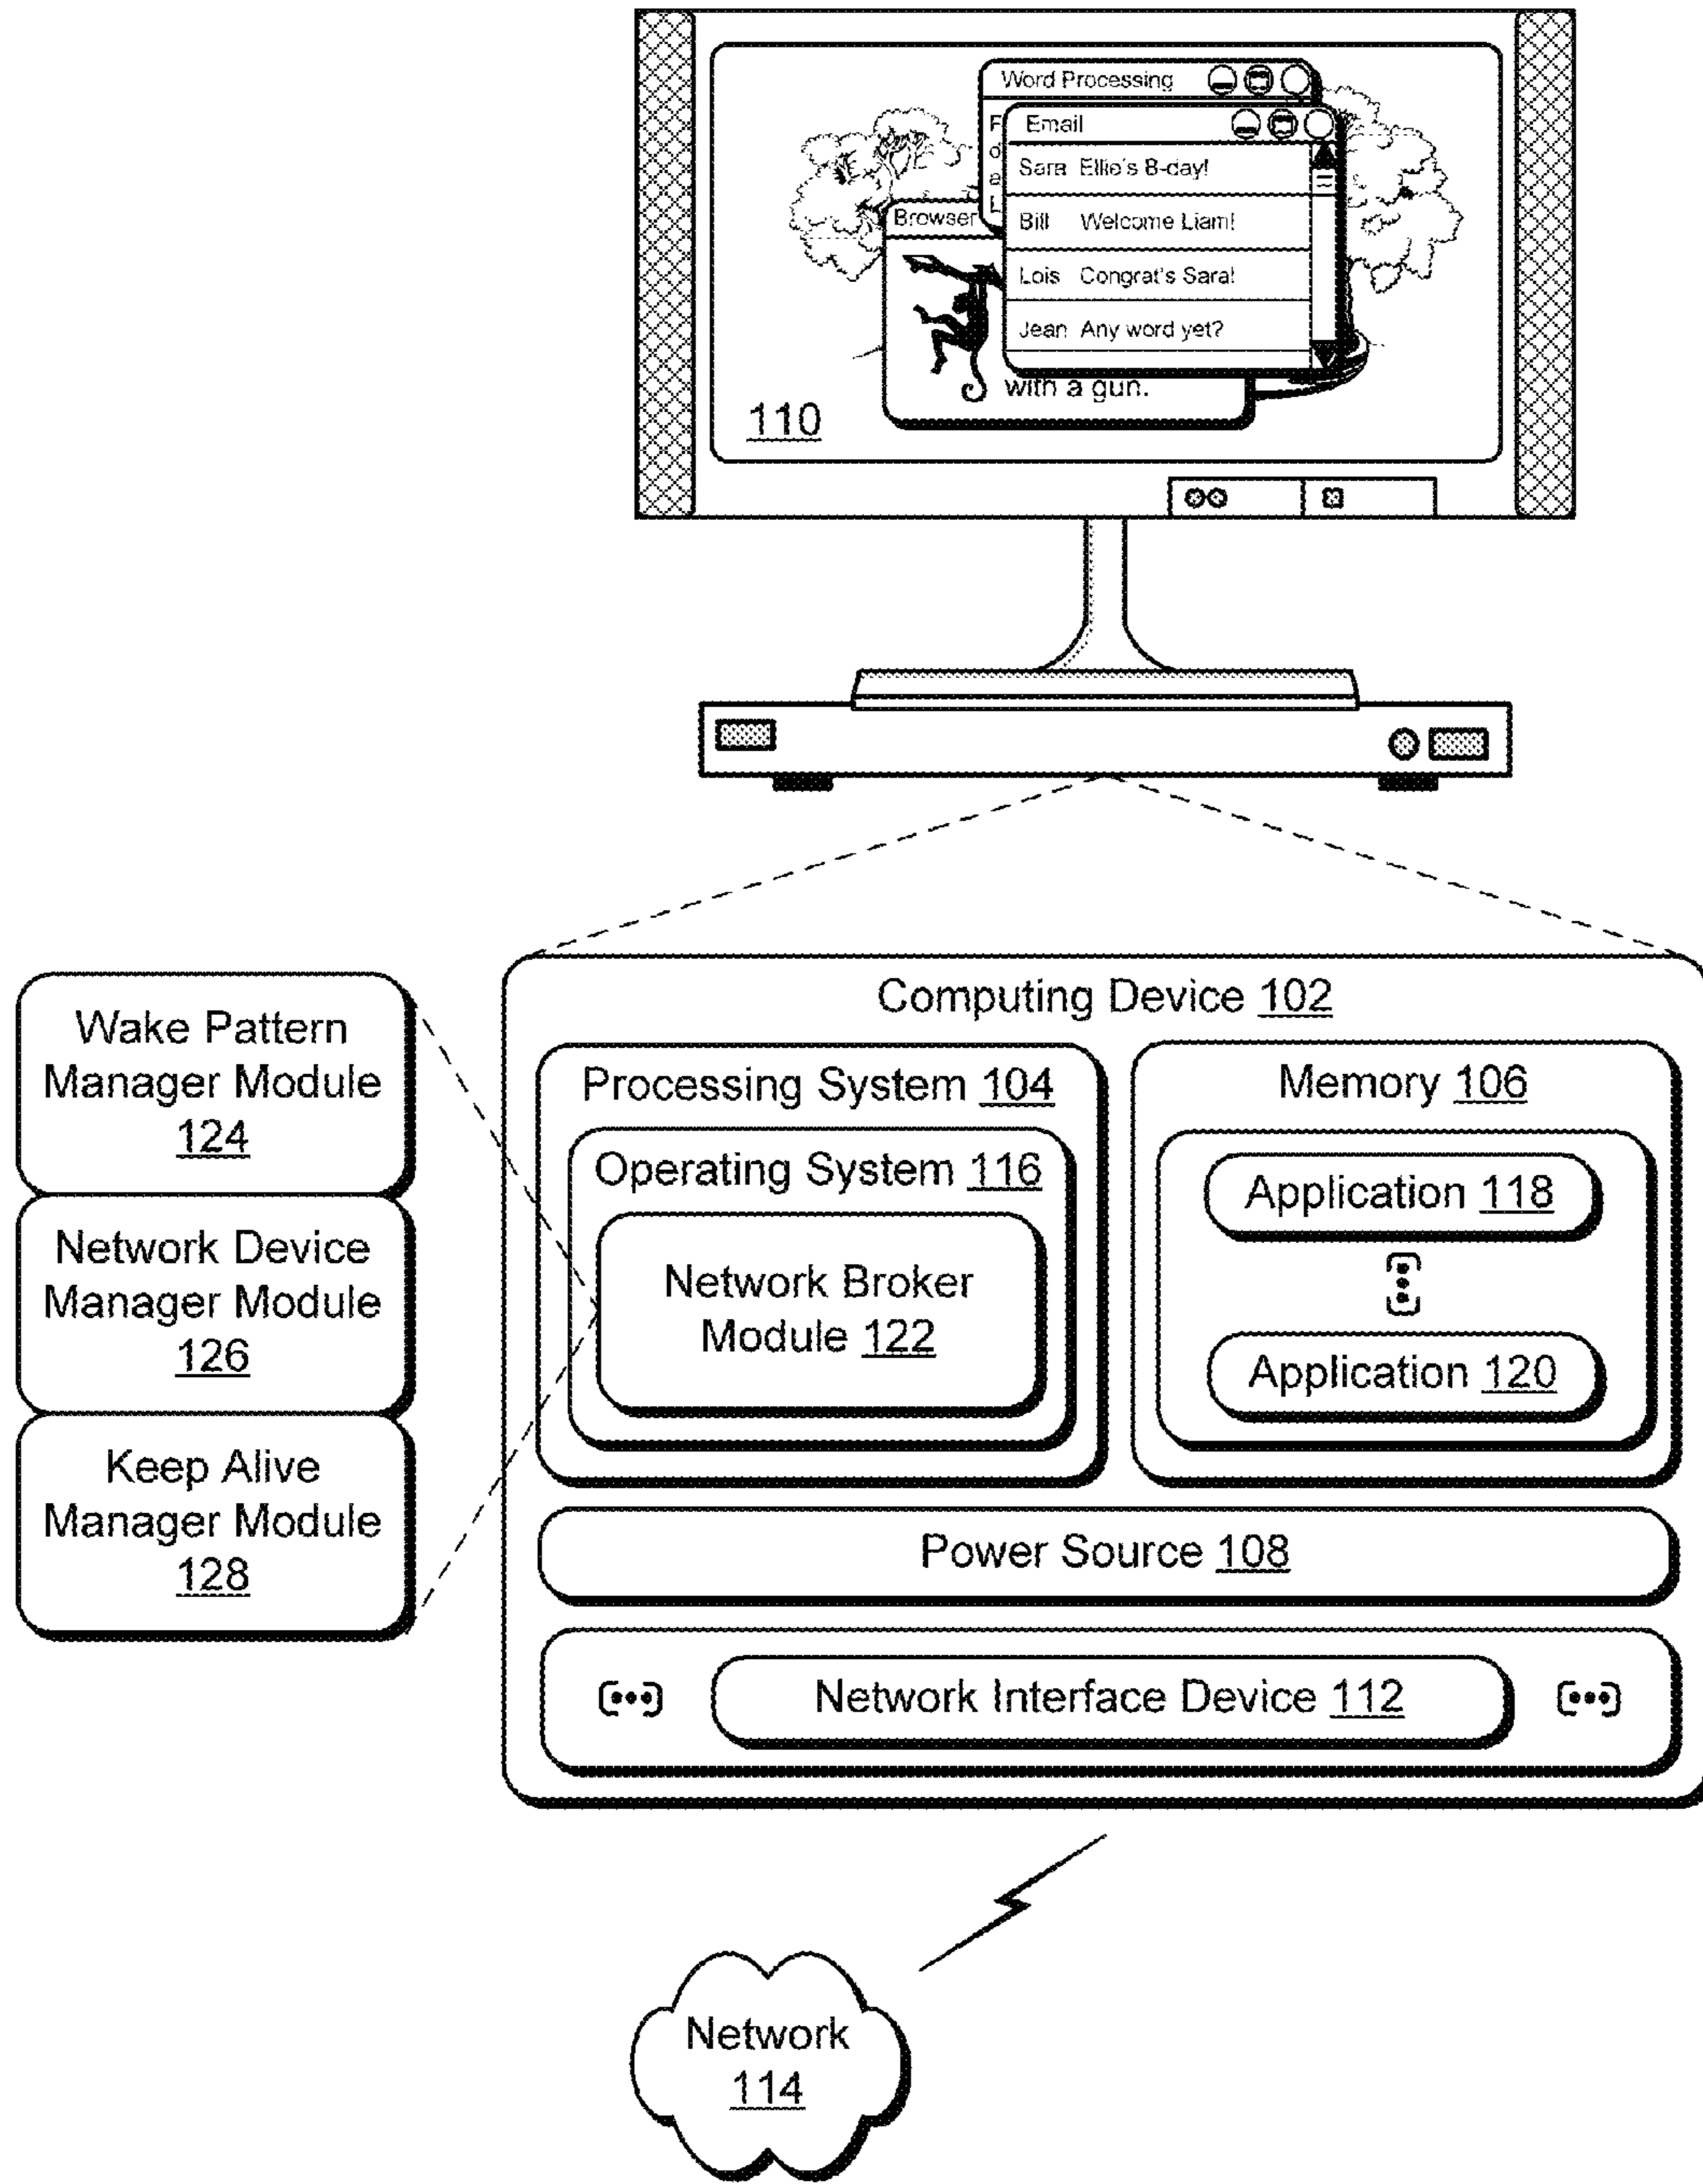 Word Processing
F
o
a
L
Email
Sara Ellie's B-day!
Bill Welcome Liam!
Lois Congrat's Sara!
Jean Any word yet?
Browser
with a gun.
110
Computing Device 102
Processing System 104
Operating System 116
Network Broker
Module 122
Memory 106
Application 118
Application 120
Wake Pattern
Manager Module
124
Network Device
Manager Module
126
Keep Alive
Manager Module
128
Power Source 108
Network Interface Device 112
Network
114